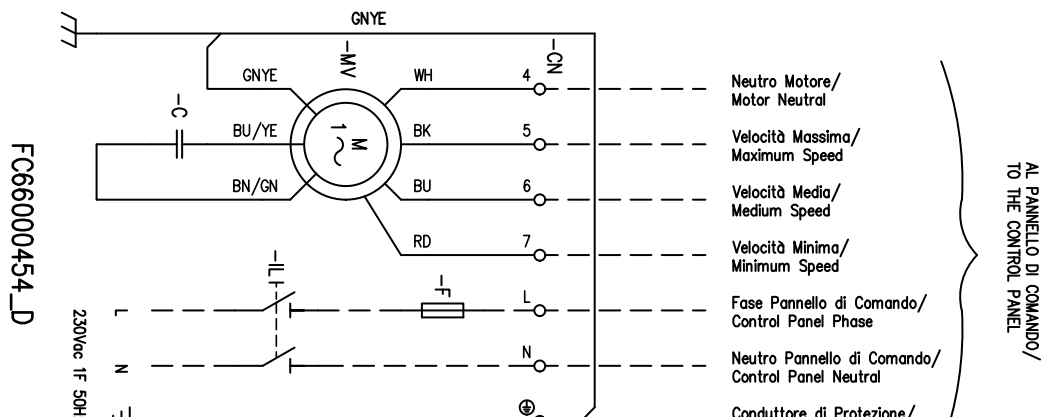 GNYE
-CN
-MV
GNYE
WH
4
Neutro Motore/
Motor Neutral
-C
BU/YE
M
1
BK
5
Velocità Massima/
Maximum Speed
BN/GN
BU
6
Velocità Media/
Medium Speed
RD
7
Velocità Minima/
Minimum Speed
-IL
-F
L
L
Fase Pannello di Comando/
Control Panel Phase
N
N
Neutro Pannello di Comando/
Control Panel Neutral
Conduttore di Protezione/
AL PANNELLO DI COMANDO/
TO THE CONTROL PANEL
FC66000454_D
230Vac 1F 50H